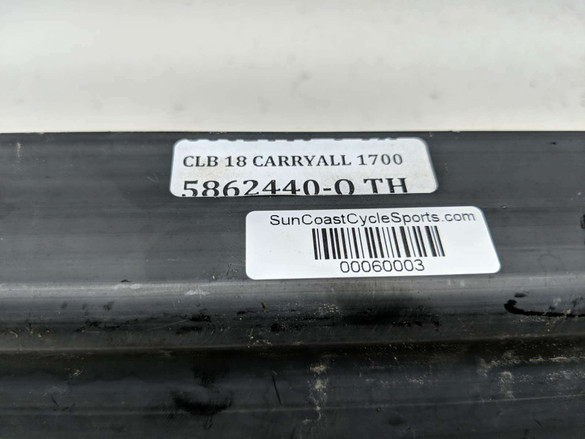 CLB 18 CARRYALL 1700
5862440-O TH
SunCoastCycleSports.com
00060003